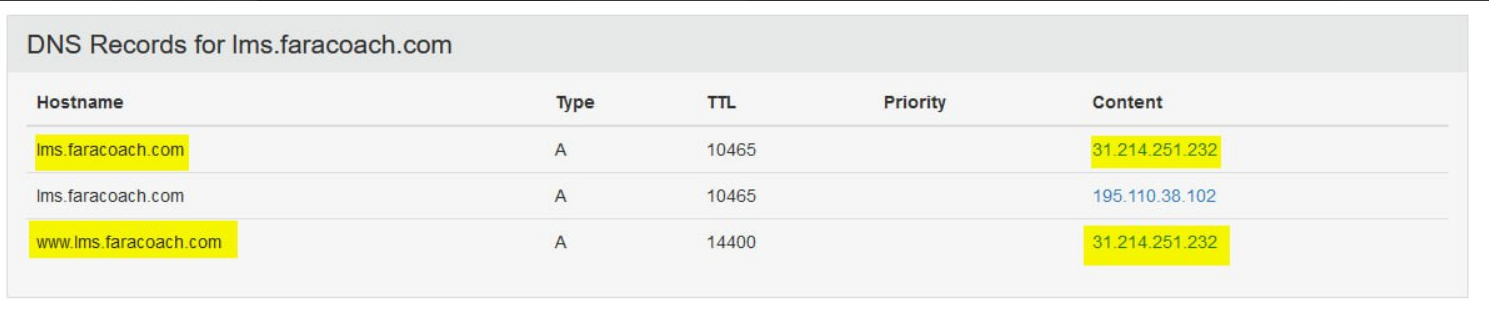 DNS Records for lms.faracoach.com
Hostname Type TTL Priority Content
lms.faracoach.com A 10465 31.214.251.232
lms.faracoach.com A 10465 195.110.38.102
www.lms.faracoach.com A 14400 31.214.251.232